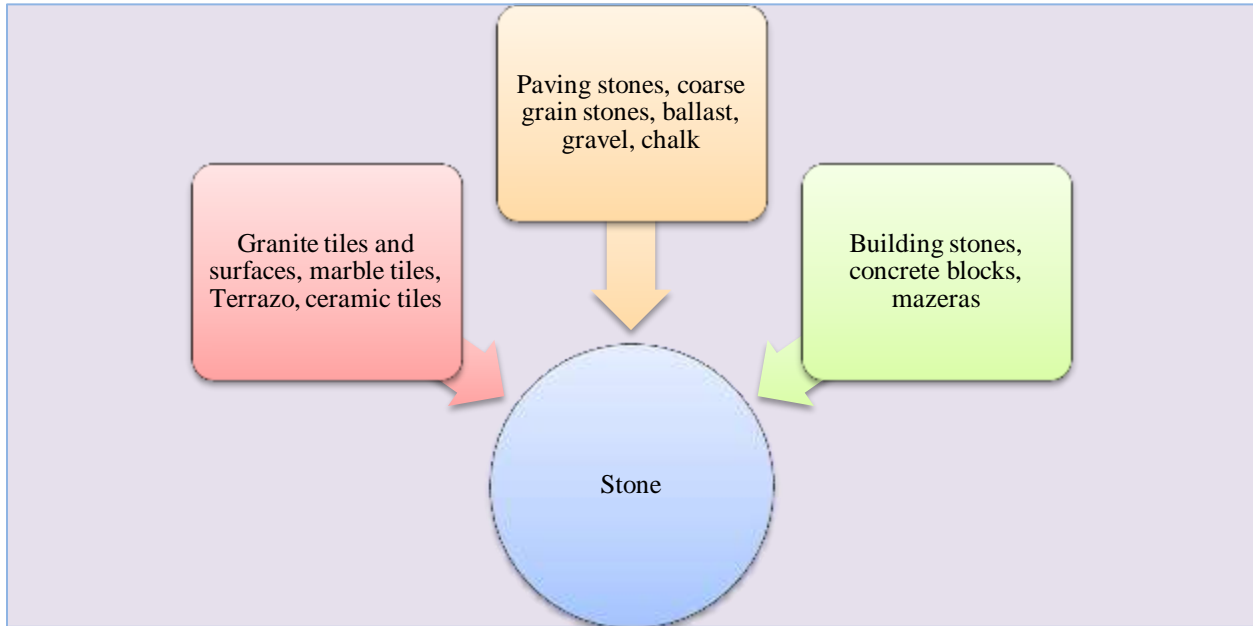 Paving stones, coarse
grain stones, ballast,
gravel, chalk
Granite tiles and
surfaces, marble tiles,
Terrazo, ceramic tiles
Building stones,
concrete blocks,
mazeras
Stone